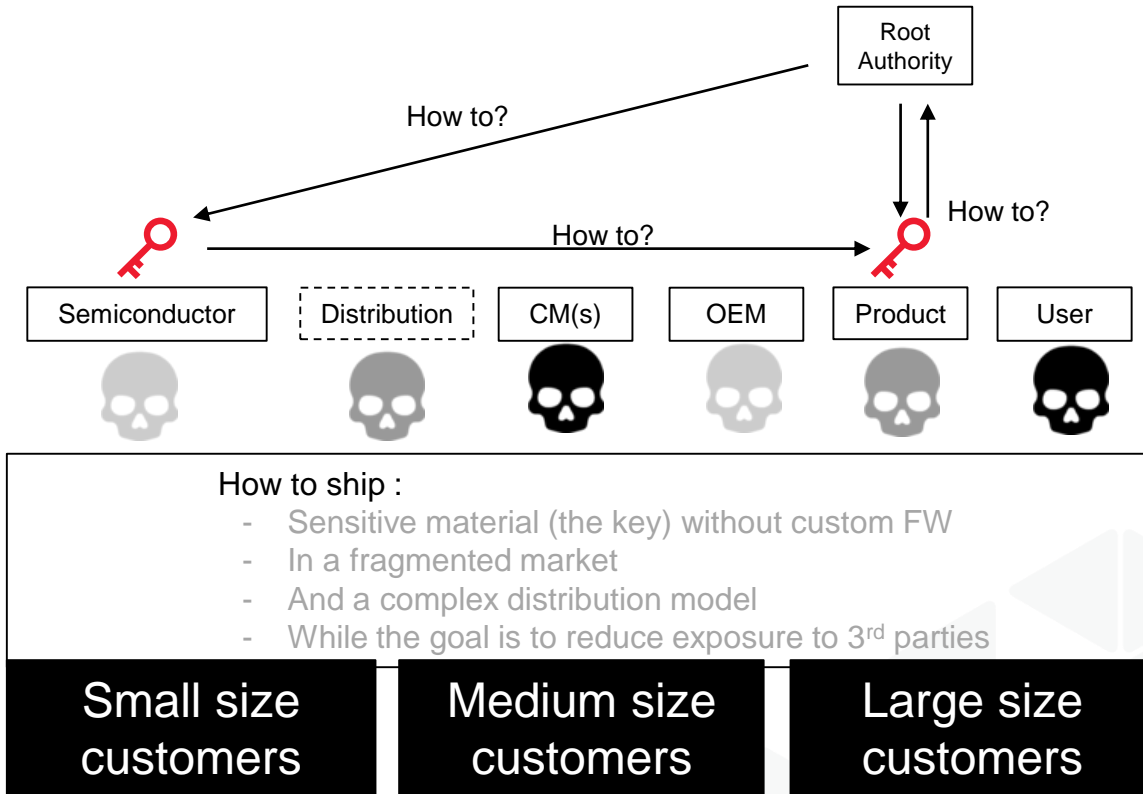 Root
Authority
How to?
How to?
How to?
Semiconductor
Distribution
CM(s)
OEM
Product
User
How to ship :
- Sensitive material (the key) without custom FW
- In a fragmented market
- And a complex distribution model
- While the goal is to reduce exposure to 3rd parties
Small size
customers
Medium size
customers
Large size
customers